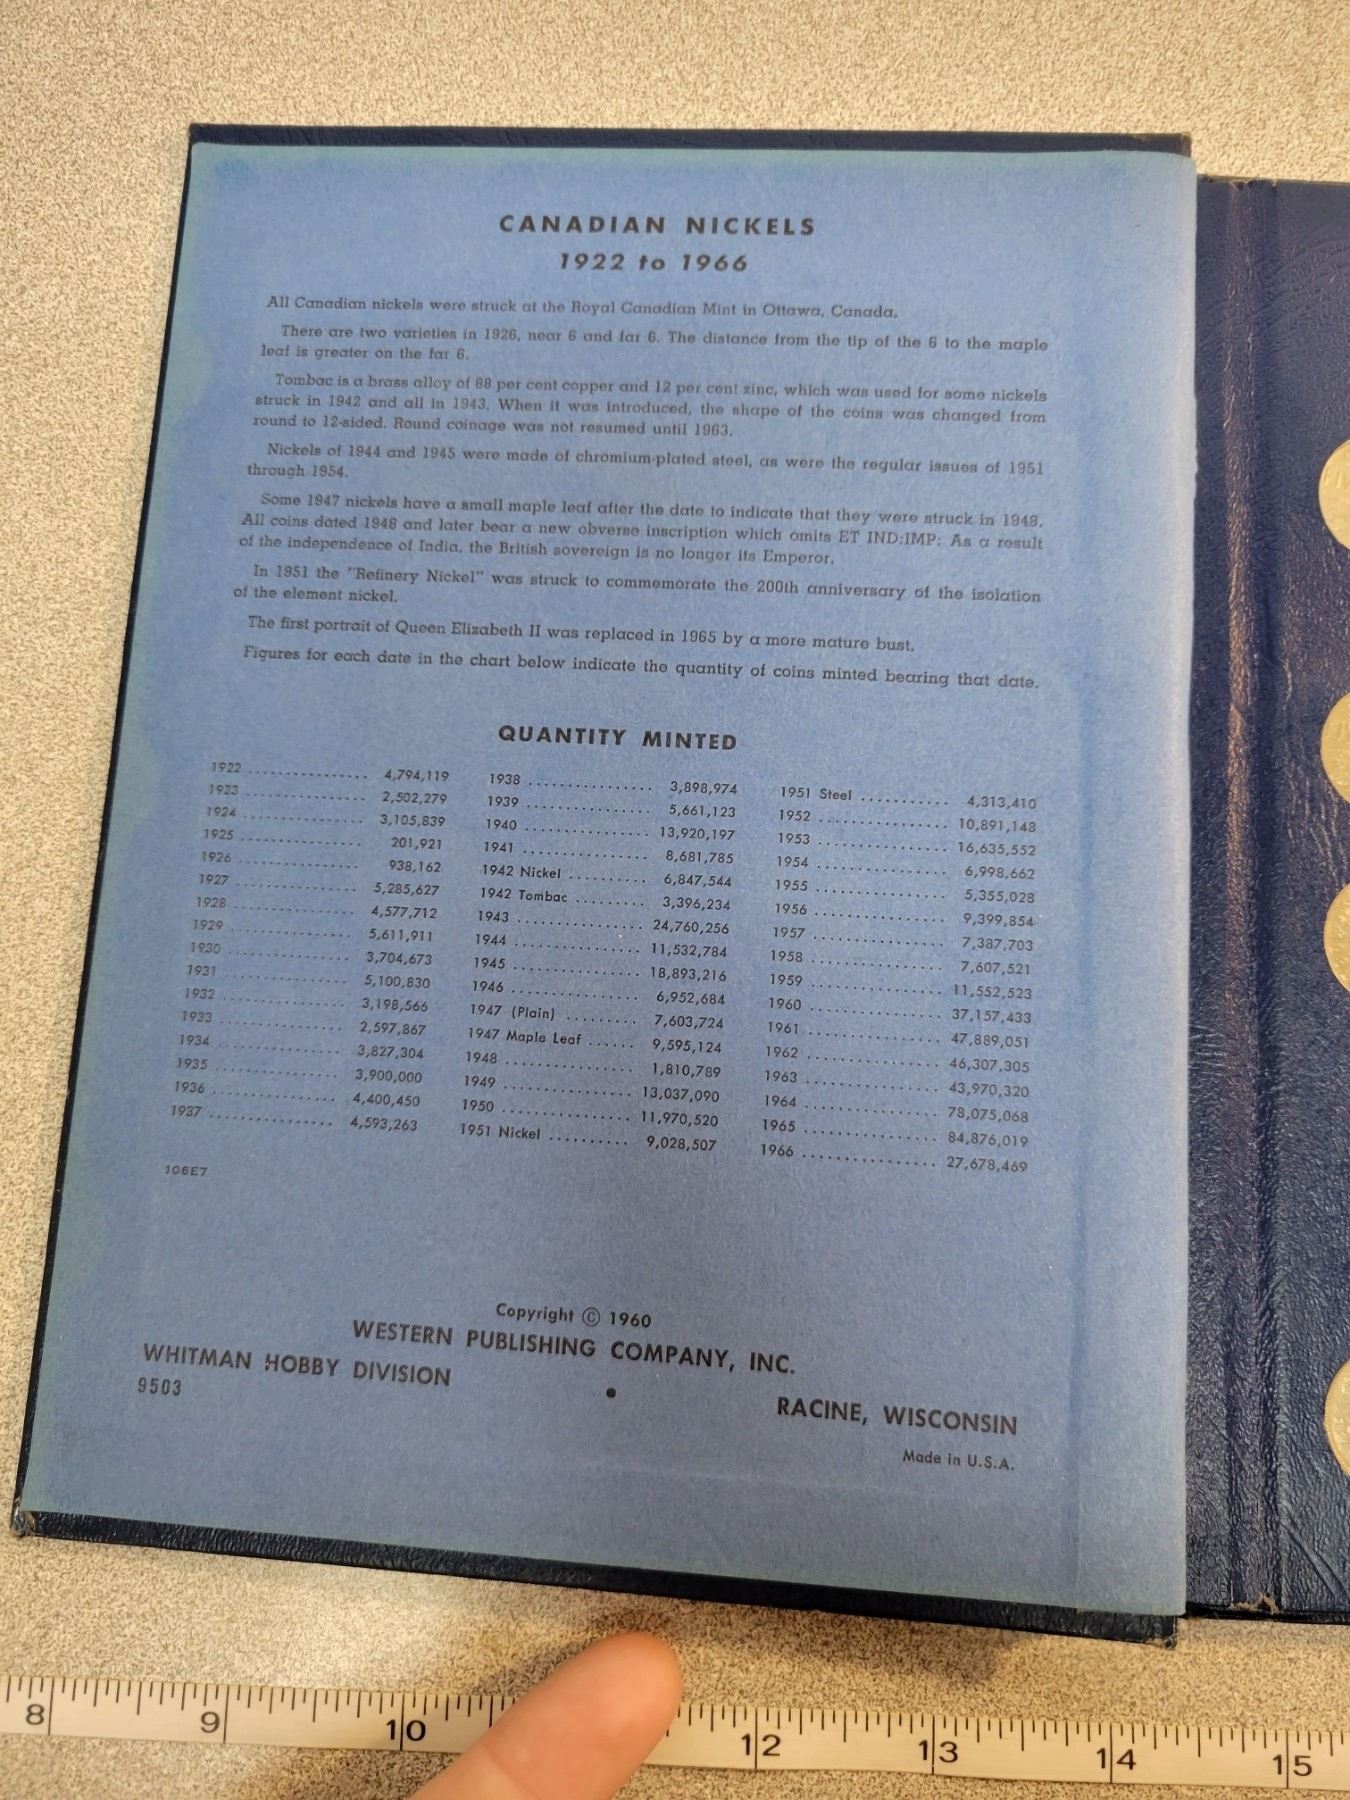 CANADIAN NICKELS
1922 to 1966
All Canadian nickels were struck at the Royal Canadian Mint in Ottawa, Canada.
There are two varieties in 1926, near 6 and far 6. The distance from the tip of the 6 to the maple
leaf is greater on the far 6.
Tombac is a brass alloy of 88 per cent copper and 12 per cent zinc, which was used for some nickels
struck in 1942 and all in 1943. When it was introduced, the shape of the coins was changed from
round to 12-sided. Round coinage was not resumed until 1963.
Nickels of 1944 and 1945 were made of chromium-plated steel, as were the regular issues of 1951
through 1954.
Some 1947 nickels have a small maple leaf after the date to indicate that they were struck in 1948.
All coins dated 1948 and later bear a new obverse inscription which omits ET IND:IMP: As a result
of the independence of India, the British sovereign is no longer its Emperor.
In 1951 the "Refinery Nickel" was struck to commemorate the 200th anniversary of the isolation
of the element nickel.
The first portrait of Queen Elizabeth II was replaced in 1965 by a more mature bust.
Figures for each date in the chart below indicate the quantity of coins minted bearing that date.
QUANTITY MINTED
1922 ................ 4,794,119
1923 ................ 2,502,279
1924 ................ 3,105,839
1925 ................ 201,921
1926 ................ 938,162
1927 ................ 5,285,627
1928 ................ 4,577,712
1929 ................ 5,611,911
1930 ................ 3,704,673
1931 ................ 5,100,830
1932 ................ 3,198,566
1933 ................ 2,597,867
1934 ................ 3,827,304
1935 ................ 3,900,000
1936 ................ 4,400,450
1937 ................ 4,593,263
1938 ................ 3,898,974
1939 ................ 5,661,123
1940 ................ 13,920,197
1941 ................ 8,681,785
1942 Nickel .......... 6,847,544
1942 Tombac ......... 3,396,234
1943 ................ 24,760,256
1944 ................ 11,532,784
1945 ................ 18,893,216
1946 ................ 6,952,684
1947 (Plain) ......... 7,603,724
1947 Maple Leaf ...... 9,595,124
1948 ................ 1,810,789
1949 ................ 13,037,090
1950 ................ 11,970,520
1951 Nickel .......... 9,028,507
1951 Steel ........... 4,313,410
1952 ................ 10,891,148
1953 ................ 16,635,552
1954 ................ 6,998,662
1955 ................ 5,355,028
1956 ................ 9,399,854
1957 ................ 7,387,703
1958 ................ 7,607,521
1959 ................ 11,552,523
1960 ................ 37,157,433
1961 ................ 47,889,051
1962 ................ 46,307,305
1963 ................ 43,970,320
1964 ................ 78,075,068
1965 ................ 84,876,019
1966 ................ 27,678,469
106E7
Copyright © 1960
WESTERN PUBLISHING COMPANY, INC.
WHITMAN HOBBY DIVISION • RACINE, WISCONSIN
9503
Made in U.S.A.
8 9 10 12 13 14 15